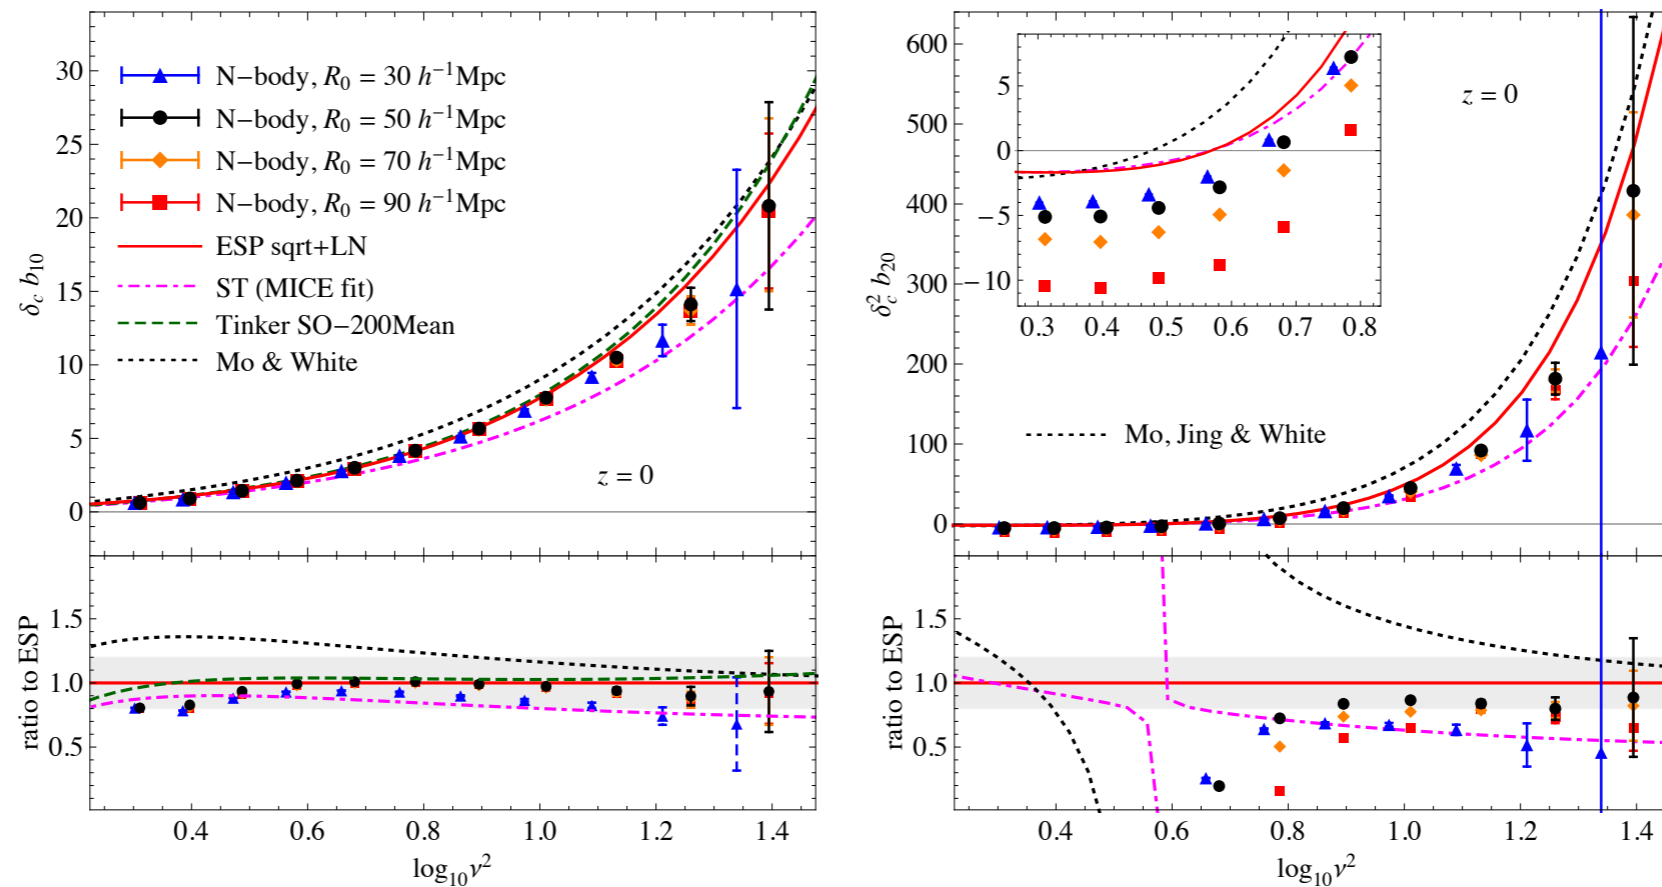 30
25
20
15
10
5
0
δc b10
N−body, R0 = 30 h−1Mpc
N−body, R0 = 50 h−1Mpc
N−body, R0 = 70 h−1Mpc
N−body, R0 = 90 h−1Mpc
ESP sqrt+LN
ST (MICE fit)
Tinker SO−200Mean
Mo & White
z = 0
1.5
1.0
0.5
ratio to ESP
0.4 0.6 0.8 1.0 1.2 1.4
log10 ν2
600
500
400
300
200
100
0
δc2 b20
5
0
−5
−10
0.3 0.4 0.5 0.6 0.7 0.8
z = 0
Mo, Jing & White
1.5
1.0
0.5
ratio to ESP
0.4 0.6 0.8 1.0 1.2 1.4
log10 ν2